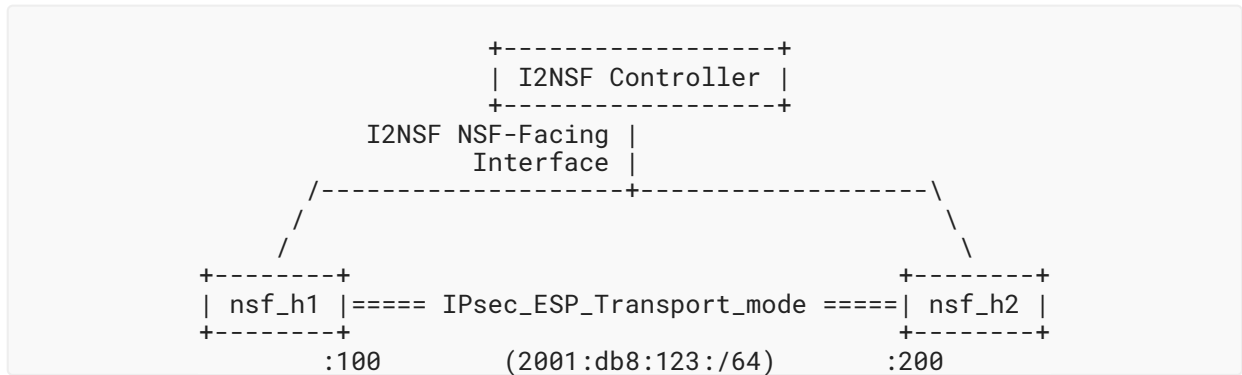 +------------------+
| I2NSF Controller |
+------------------+
I2NSF NSF-Facing |
Interface |
/--------------------+-------------------\
/ \
/ \
+--------+ +--------+
| nsf_h1 |===== IPsec_ESP_Transport_mode =====| nsf_h2 |
+--------+ +--------+
:100 (2001:db8:123:/64) :200